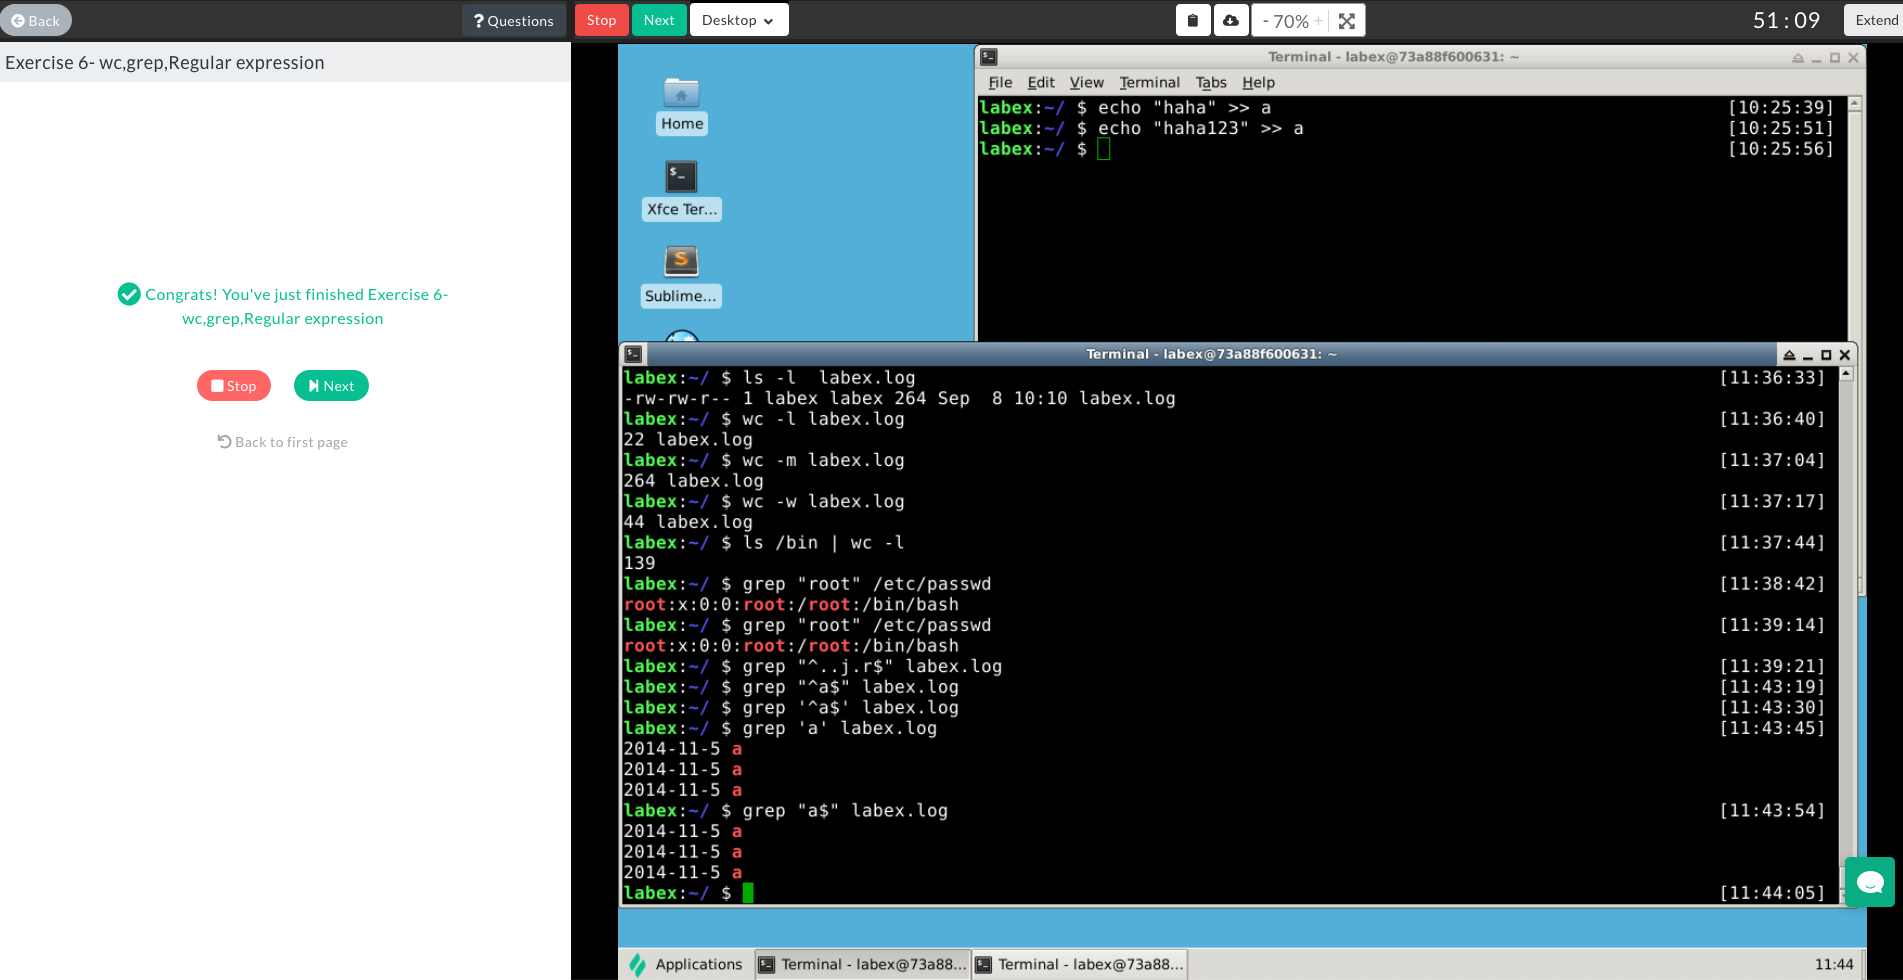 Back
? Questions
Stop
Next
Desktop
- 70% +
51 : 09
Extend
Exercise 6- wc,grep,Regular expression
Congrats! You've just finished Exercise 6-
wc,grep,Regular expression
Stop
Next
Back to first page
Home
Xfce Ter...
Sublime...
Terminal - labex@73a88f600631: ~
File Edit View Terminal Tabs Help
labex:~/ $ echo "haha" >> a [10:25:39]
labex:~/ $ echo "haha123" >> a [10:25:51]
labex:~/ $ [10:25:56]
Terminal - labex@73a88f600631: ~
labex:~/ $ ls -l  labex.log [11:36:33]
-rw-rw-r-- 1 labex labex 264 Sep  8 10:10 labex.log
labex:~/ $ wc -l labex.log [11:36:40]
22 labex.log
labex:~/ $ wc -m labex.log [11:37:04]
264 labex.log
labex:~/ $ wc -w labex.log [11:37:17]
44 labex.log
labex:~/ $ ls /bin | wc -l [11:37:44]
139
labex:~/ $ grep "root" /etc/passwd [11:38:42]
root:x:0:0:root:/root:/bin/bash
labex:~/ $ grep "root" /etc/passwd [11:39:14]
root:x:0:0:root:/root:/bin/bash
labex:~/ $ grep "^..j.r$" labex.log [11:39:21]
labex:~/ $ grep "^a$" labex.log [11:43:19]
labex:~/ $ grep '^a$' labex.log [11:43:30]
labex:~/ $ grep 'a' labex.log [11:43:45]
2014-11-5 a
2014-11-5 a
2014-11-5 a
labex:~/ $ grep "a$" labex.log [11:43:54]
2014-11-5 a
2014-11-5 a
2014-11-5 a
labex:~/ $ [11:44:05]
Applications
Terminal - labex@73a88...
Terminal - labex@73a88...
11:44